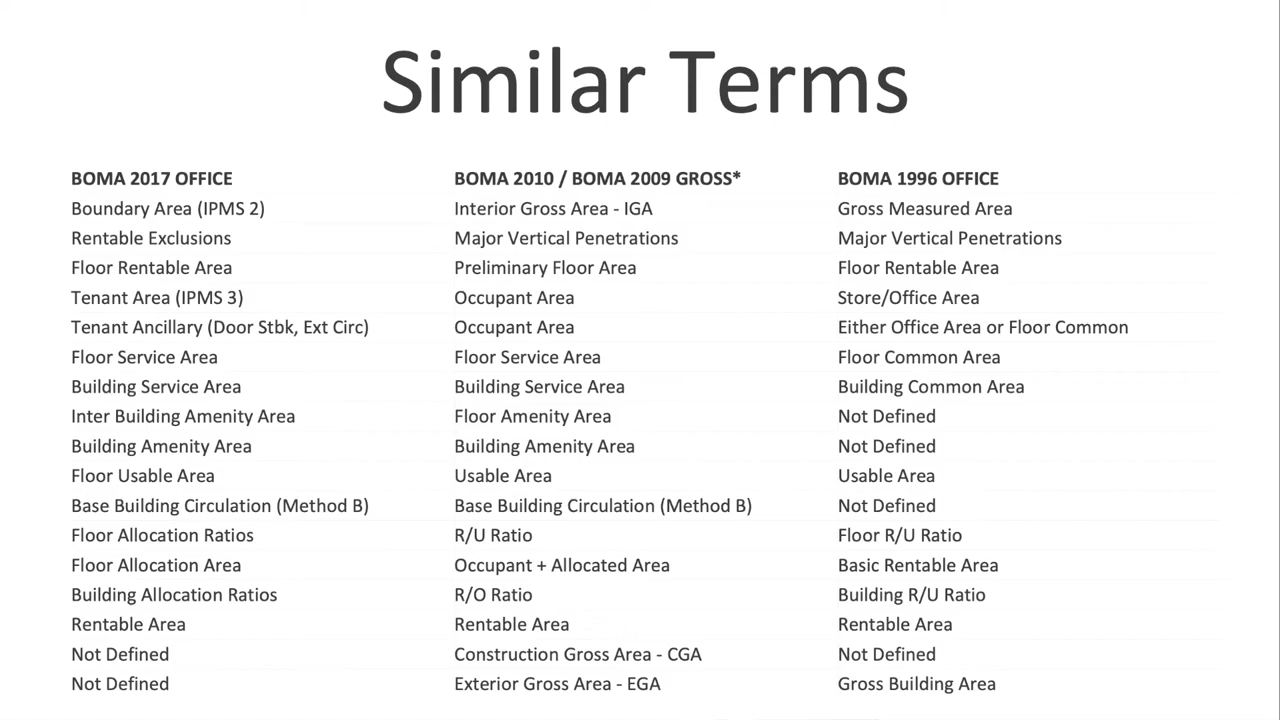 Similar Terms
BOMA 2017 OFFICE BOMA 2010 / BOMA 2009 GROSS* BOMA 1996 OFFICE
Boundary Area (IPMS 2) Interior Gross Area - IGA Gross Measured Area
Rentable Exclusions Major Vertical Penetrations Major Vertical Penetrations
Floor Rentable Area Preliminary Floor Area Floor Rentable Area
Tenant Area (IPMS 3) Occupant Area Store/Office Area
Tenant Ancillary (Door Stbk, Ext Circ) Occupant Area Either Office Area or Floor Common
Floor Service Area Floor Service Area Floor Common Area
Building Service Area Building Service Area Building Common Area
Inter Building Amenity Area Floor Amenity Area Not Defined
Building Amenity Area Building Amenity Area Not Defined
Floor Usable Area Usable Area Usable Area
Base Building Circulation (Method B) Base Building Circulation (Method B) Not Defined
Floor Allocation Ratios R/U Ratio Floor R/U Ratio
Floor Allocation Area Occupant + Allocated Area Basic Rentable Area
Building Allocation Ratios R/O Ratio Building R/U Ratio
Rentable Area Rentable Area Rentable Area
Not Defined Construction Gross Area - CGA Not Defined
Not Defined Exterior Gross Area - EGA Gross Building Area